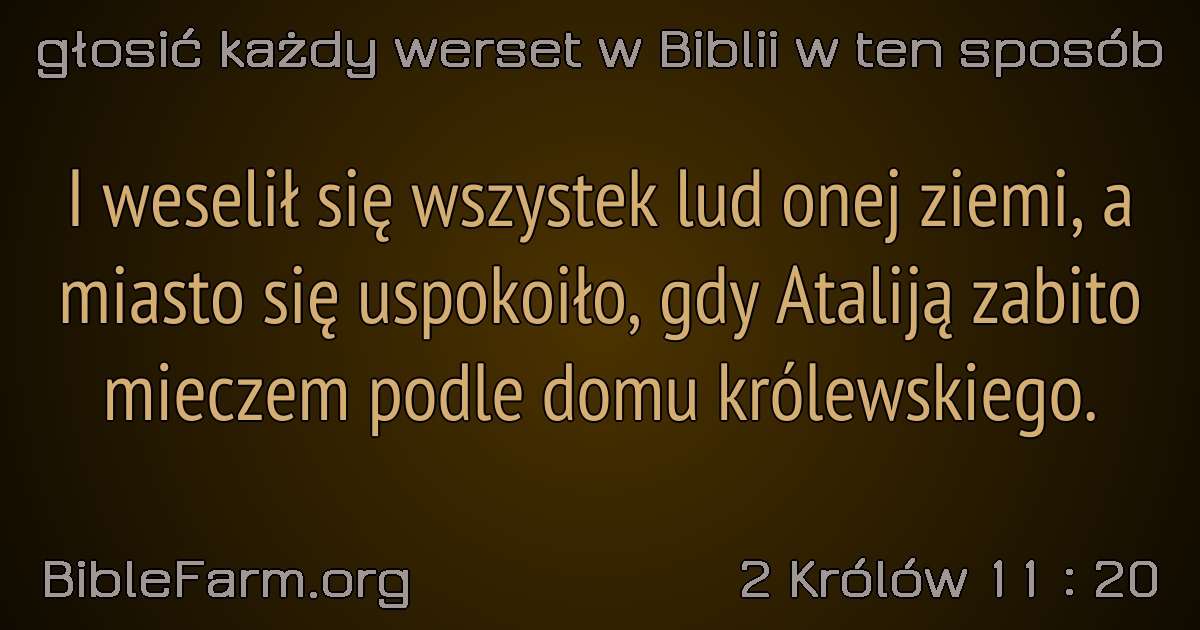 głosić każdy werset w Biblii w ten sposób
I weselił się wszystek lud onej ziemi, a
miasto się uspokoiło, gdy Ataliją zabito
mieczem podle domu królewskiego.
BibleFarm.org
2 Królów 11 : 20